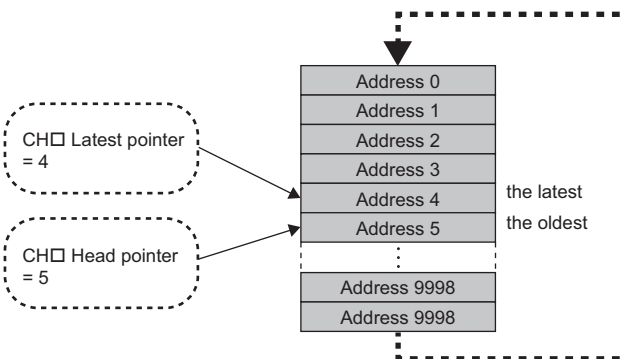 Address 0
Address 1
Address 2
Address 3
Address 4
Address 5
Address 9998
Address 9998
CH□ Latest pointer
= 4
CH□ Head pointer
= 5
the latest
the oldest